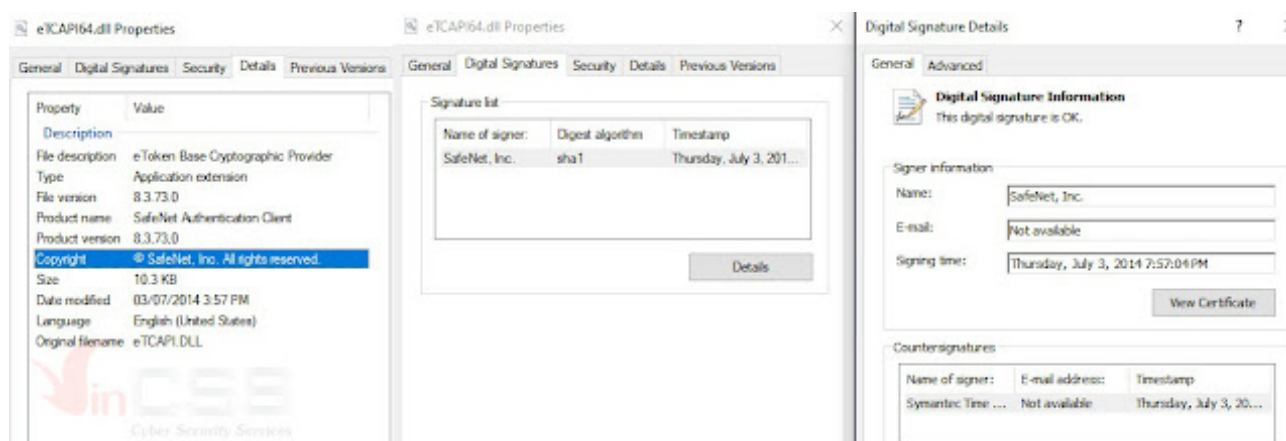 eTCAPI64.dll Properties
General Digital Signatures Security Details Previous Versions
Property Value
Description
File description eToken Base Cryptographic Provider
Type Application extension
File version 8.3.73.0
Product name SafeNet Authentication Client
Product version 8.3.73.0
Copyright © SafeNet, Inc. All rights reserved.
Size 10.3 KB
Date modified 03/07/2014 3:57 PM
Language English (United States)
Original filename eTCAPI.DLL
inCSS
Cyber Security Services
eTCAPI64.dll Properties
General Digital Signatures Security Details Previous Versions
Signature list
Name of signer: Digest algorithm Timestamp
SafeNet, Inc. sha1 Thursday, July 3, 201...
Details
Digital Signature Details ?
General Advanced
Digital Signature Information
This digital signature is OK.
Signer information
Name: SafeNet, Inc.
E-mail: Not available
Signing time: Thursday, July 3, 2014 7:57:04 PM
View Certificate
Countersignatures
Name of signer: E-mail address: Timestamp
Symantec Time ... Not available Thursday, July 3, 20...